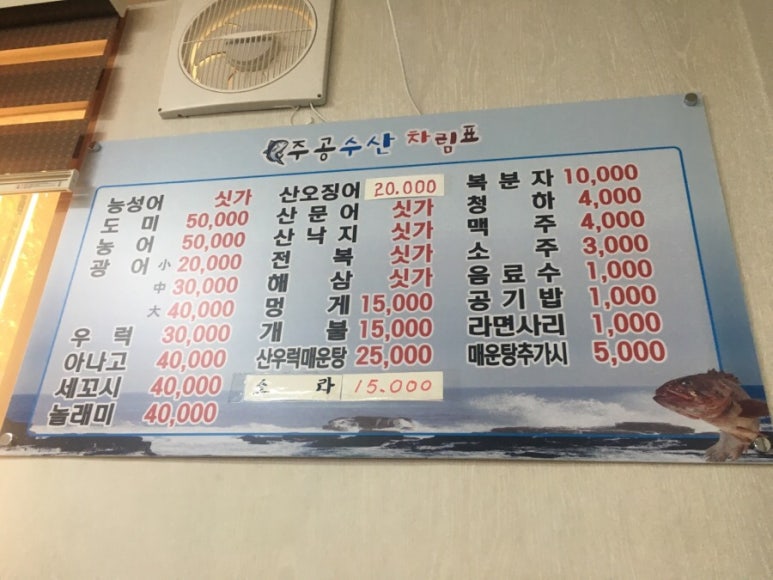 주공수산 차림표
능성어 싯가
도미 50,000
농어 50,000
광어 小 20,000
中 30,000
大 40,000
우럭 30,000
아나고 40,000
세꼬시 40,000
놀래미 40,000
산오징어 20.000
산문어 싯가
산낙지 싯가
전복 싯가
해삼 싯가
멍게 15,000
개불 15,000
산우럭매운탕 25,000
소라 15.000
복분자 10,000
청하 4,000
맥주 4,000
소주 3,000
음료수 1,000
공기밥 1,000
라면사리 1,000
매운탕추가시 5,000